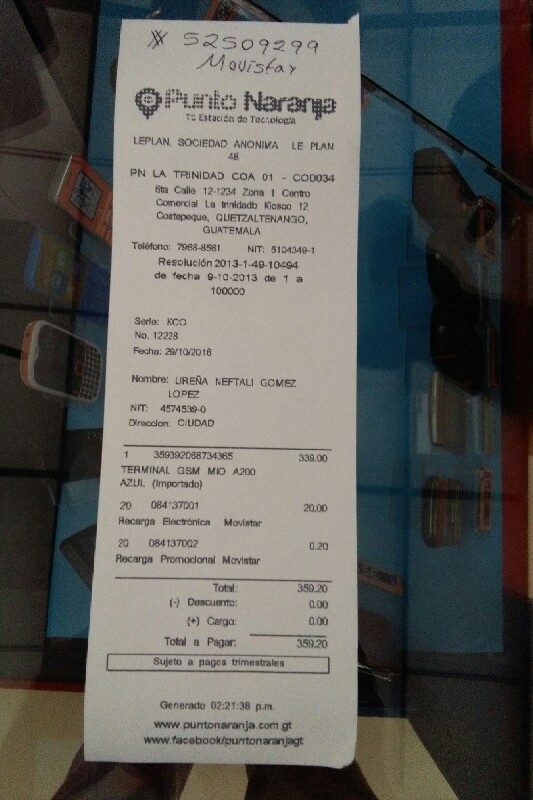 # 52509299
Movistar
Punto Naranja
Tu Estación de Tecnología
LEPLAN, SOCIEDAD ANONIMA LE PLAN
48
PN LA TRINIDAD COA 01 - COD034
6ta Calle 12-1234 Zona 1 Centro
Comercial La trinidadb Kiosco 12
Coatepeque, QUETZALTENANGO,
GUATEMALA
Teléfono: 7968-8561 NIT: 5104349-1
Resolución 2013-1-49-10494
de fecha 9-10-2013 de 1 a
100000
Serie: KCO
No. 12228
Fecha: 29/10/2016
Nombre: LIREÑA NEFTALI GOMEZ
LOPEZ
NIT: 4574539-0
Direccion: CIUDAD
1 359392068734365 339.00
TERMINAL GSM MIO A200
AZUL (Importado)
20 084137001 20.00
Recarga Electrónica Movistar
20 084137002 0.20
Recarga Promocional Movistar
Total: 359.20
(-) Descuento: 0.00
(+) Cargo: 0.00
Total a Pagar: 359.20
Sujeto a pagos trimestrales
Generado 02:21:38 p.m.
www.puntonaranja.com.gt
www.facebook/puntonaranjagt